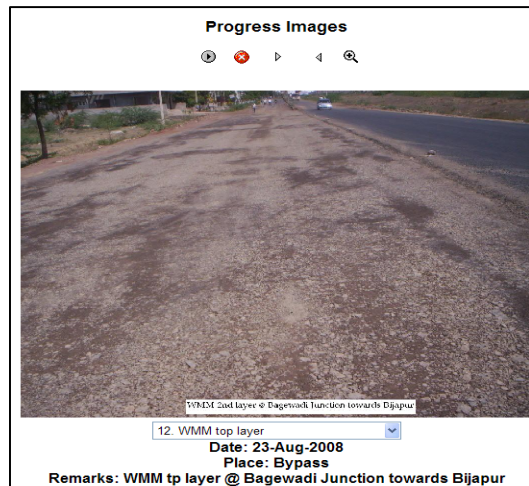 Progress Images
WMM 2nd layer @ Bagewadi Junction towards Bijapur
12. WMM top layer
Date: 23-Aug-2008
Place: Bypass
Remarks: WMM tp layer @ Bagewadi Junction towards Bijapur